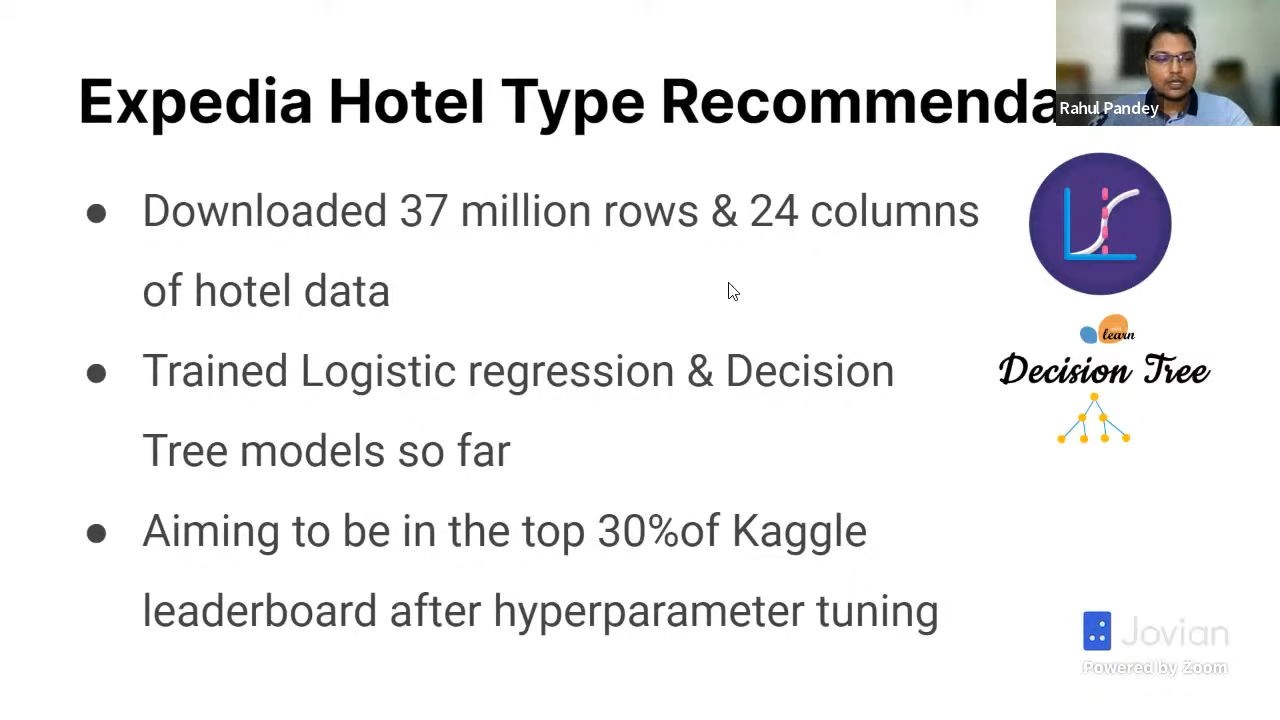 Expedia Hotel Type Recommenda
Rahul Pandey
● Downloaded 37 million rows & 24 columns
of hotel data
learn
Decision Tree
● Trained Logistic regression & Decision
Tree models so far
● Aiming to be in the top 30%of Kaggle
leaderboard after hyperparameter tuning
Jovian
Powered by Zoom